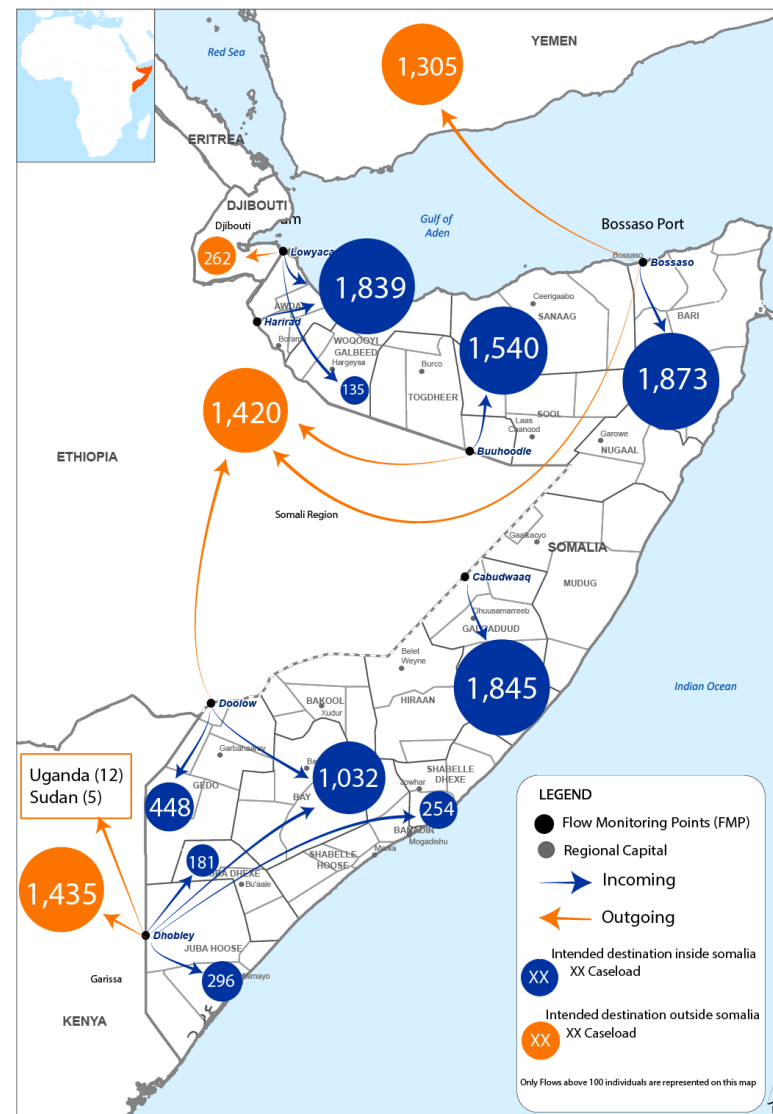 YEMEN
Red Sea
1,305
ERITREA
DJIBOUTI
Djibouti
Gulf of
Aden
Bossaso Port
262
Lowyaca
Bossaso
Bossaso
1,839
Ceerigaabo
SANAAG
BARI
Harirad
WOQOOYI
GALBEED
Hargeysa
Burco
1,540
135
TOGDHEER
1,873
1,420
SOOL
Laas
Caanood
Garowe
NUGAAL
Buuhoodle
ETHIOPIA
Somali Region
Gaalkacyo
SOMALIA
Cabudwaaq
MUDUG
Dhuusamarreeb
GALGADUUD
Belet
Weyne
1,845
Indian Ocean
Doolow
BAKOOL
Xudur
HIRAAN
Garbahaarey
Uganda (12)
Sudan (5)
GEDO
448
1,032
BAY
Jowhar
SHABELLE
DHEXE
254
BANADIR
Mogadishu
Marka
SHABELLE
HOOSE
181
Bu'aale
1,435
Dhobley
JUBA HOOSE
296
Garissa
KENYA
LEGEND
Flow Monitoring Points (FMP)
Regional Capital
Incoming
Outgoing
Intended destination inside somalia
XX XX Caseload
Intended destination outside somalia
XX XX Caseload
Only Flows above 100 individuals are represented on this map